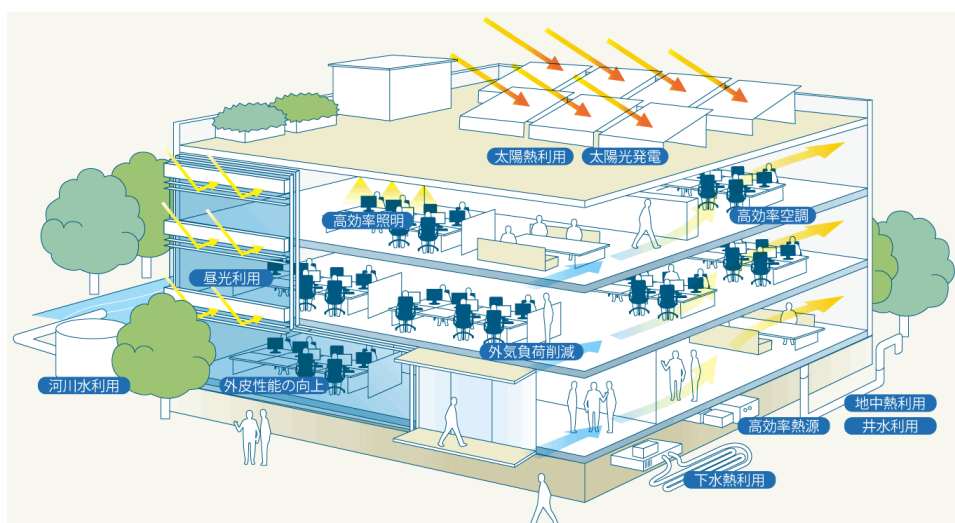 太陽熱利用
太陽光発電
高効率照明
高効率空調
昼光利用
外気負荷削減
河川水利用
外皮性能の向上
地中熱利用
高効率熱源
井水利用
下水熱利用